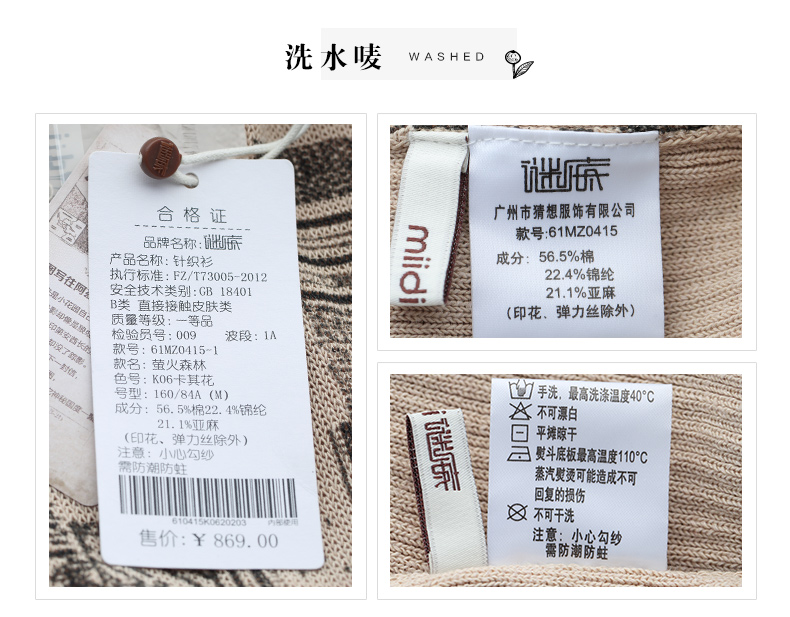 洗水唛 WASHED
合格证
品牌名称:谜底
产品名称:针织衫
执行标准:FZ/T73005-2012
安全技术类别:GB 18401
B类 直接接触皮肤类
质量等级:一等品
检验员号:009 波段:1A
款号:61MZ0415-1
款名:萤火森林
色号:K06卡其花
号型:160/84A (M)
成分:56.5%棉22.4%锦纶
21.1%亚麻
(印花、弹力丝除外)
注意:小心勾纱
需防潮防蛀
610415K0620203 内部使用
售价:¥ 869.00
miidi
谜底
广州市猜想服饰有限公司
款号:61MZ0415
成分:56.5%棉
22.4%锦纶
21.1%亚麻
(印花、弹力丝除外)
谜底
手洗，最高洗涤温度40°C
不可漂白
平摊晾干
熨斗底板最高温度110°C
蒸汽熨烫可能造成不可
回复的损伤
不可干洗
注意:小心勾纱
需防潮防蛀